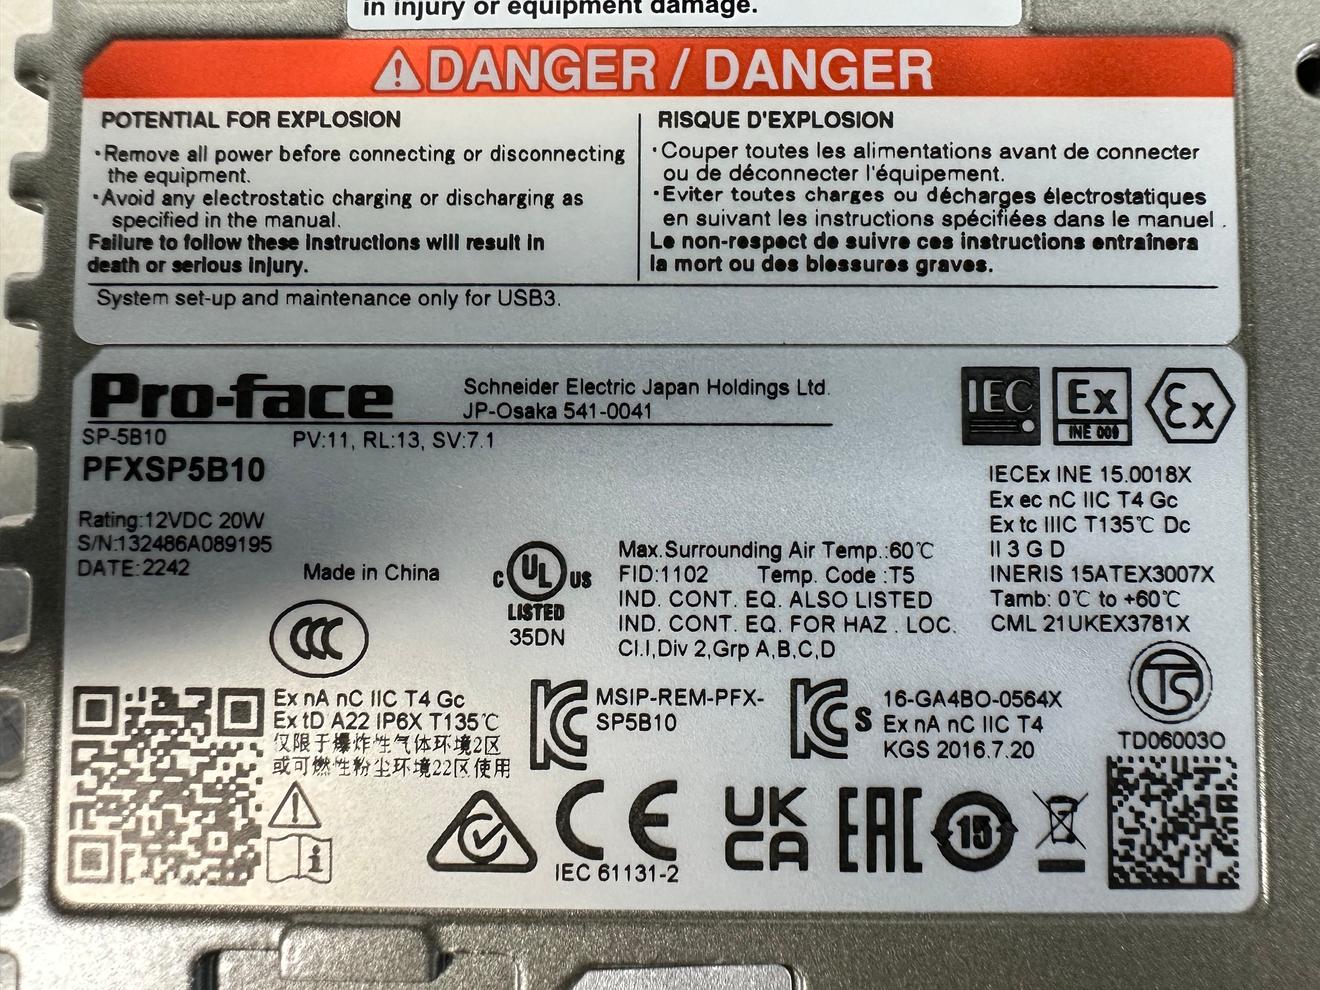 in injury or equipment damage.
DANGER / DANGER
POTENTIAL FOR EXPLOSION
・Remove all power before connecting or disconnecting
the equipment.
・Avoid any electrostatic charging or discharging as
specified in the manual.
Failure to follow these instructions will result in
death or serious injury.
RISQUE D'EXPLOSION
・Couper toutes les alimentations avant de connecter
ou de déconnecter l'équipement.
・Eviter toutes charges ou décharges électrostatiques
en suivant les instructions spécifiées dans le manuel .
Le non-respect de suivre ces instructions entraînera
la mort ou des blessures graves.
System set-up and maintenance only for USB3.
Pro-face
Schneider Electric Japan Holdings Ltd.
JP-Osaka 541-0041
SP-5B10 PV:11, RL:13, SV:7.1
PFXSP5B10
Rating:12VDC 20W
S/N:132486A089195
DATE:2242
Made in China
CCC
C UL US
LISTED
35DN
Max.Surrounding Air Temp.:60℃
FID:1102 Temp. Code :T5
IND. CONT. EQ. ALSO LISTED
IND. CONT. EQ. FOR HAZ . LOC.
Cl.I,Div 2,Grp A,B,C,D
IEC Ex Ex
INE 009
IECEx INE 15.0018X
Ex ec nC IIC T4 Gc
Ex tc IIIC T135℃ Dc
II 3 G D
INERIS 15ATEX3007X
Tamb: 0℃ to +60℃
CML 21UKEX3781X
TS
TD06003O
Ex nA nC IIC T4 Gc
Ex tD A22 IP6X T135℃
仅限于爆炸性气体环境2区
或可燃性粉尘环境22区使用
KC
MSIP-REM-PFX-
SP5B10
KCs
16-GA4BO-0564X
Ex nA nC IIC T4
KGS 2016.7.20
CE
IEC 61131-2
UK
CA
EAC
15